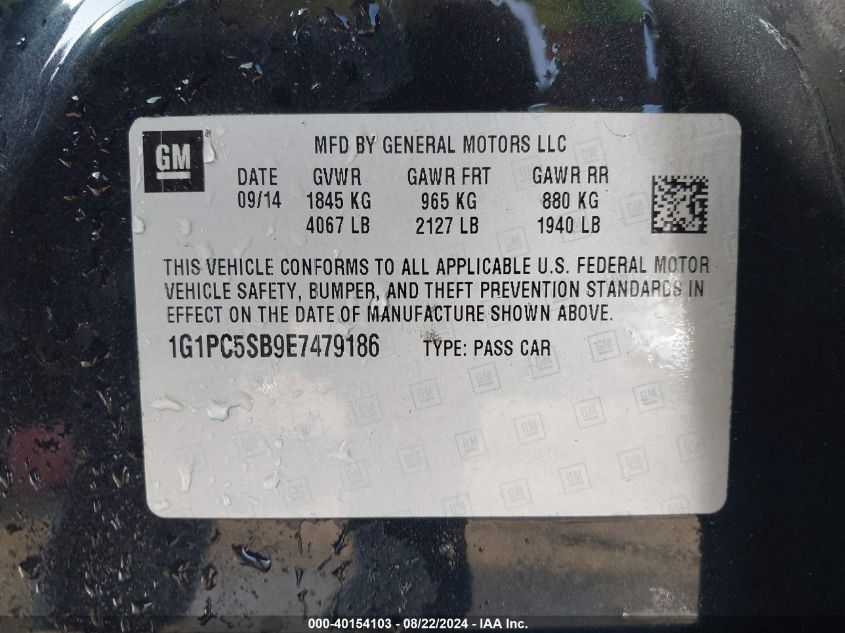 GM ®
MFD BY GENERAL MOTORS LLC
DATE GVWR GAWR FRT GAWR RR
09/14 1845 KG 965 KG 880 KG
4067 LB 2127 LB 1940 LB
THIS VEHICLE CONFORMS TO ALL APPLICABLE U.S. FEDERAL MOTOR
VEHICLE SAFETY, BUMPER, AND THEFT PREVENTION STANDARDS IN
EFFECT ON THE DATE OF MANUFACTURE SHOWN ABOVE.
1G1PC5SB9E7479186 TYPE: PASS CAR
000-40154103 - 08/22/2024 - IAA Inc.